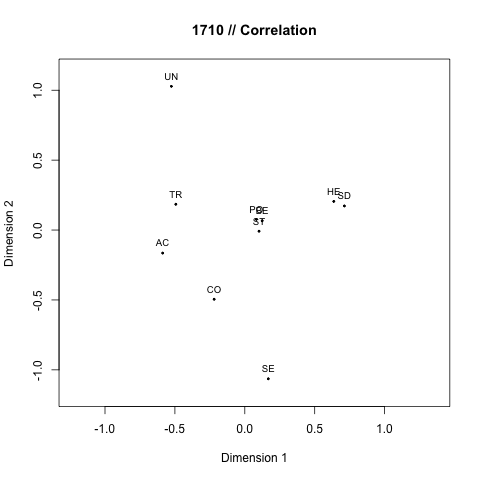 1710 // Correlation
UN
HE
SD
TR
PO
BE
ST
AC
CO
SE
1.0
0.5
0.0
-0.5
-1.0
Dimension 2
-1.0
-0.5
0.0
0.5
1.0
Dimension 1